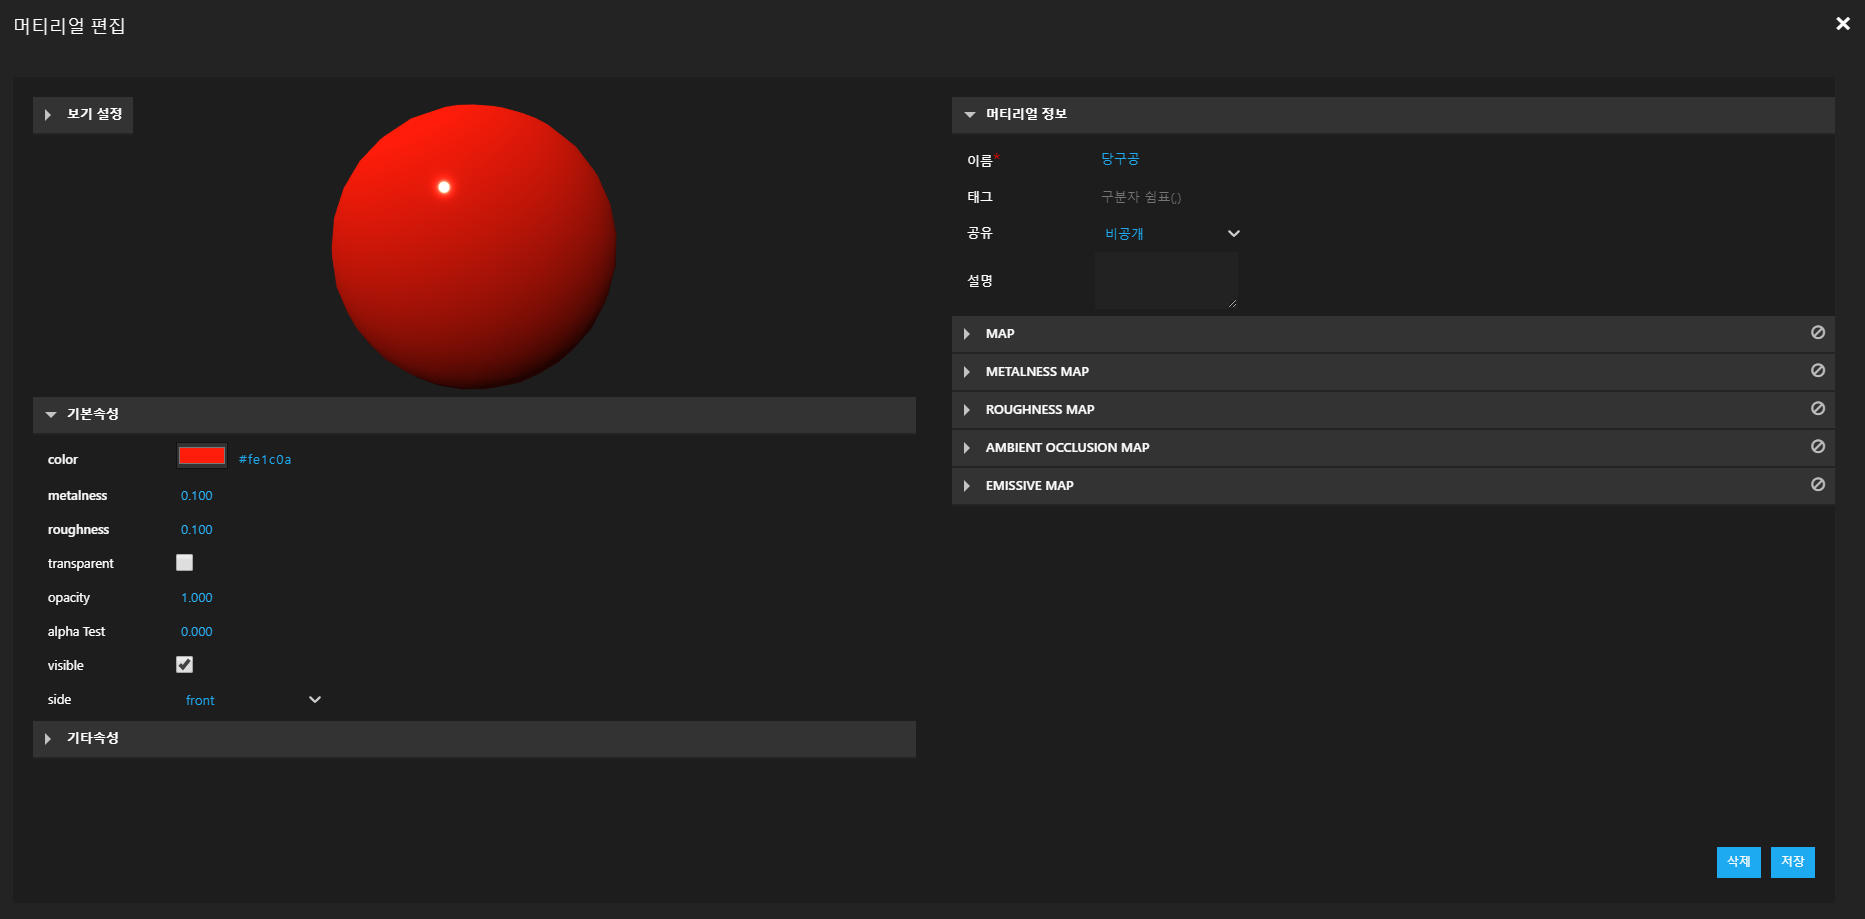 머티리얼 편집
보기 설정
기본속성
color #fe1c0a
metalness 0.100
roughness 0.100
transparent
opacity 1.000
alpha Test 0.000
visible
side front
기타속성
머티리얼 정보
이름* 당구공
태그 구분자 쉼표(,)
공유 비공개
설명
MAP
METALNESS MAP
ROUGHNESS MAP
AMBIENT OCCLUSION MAP
EMISSIVE MAP
삭제 저장